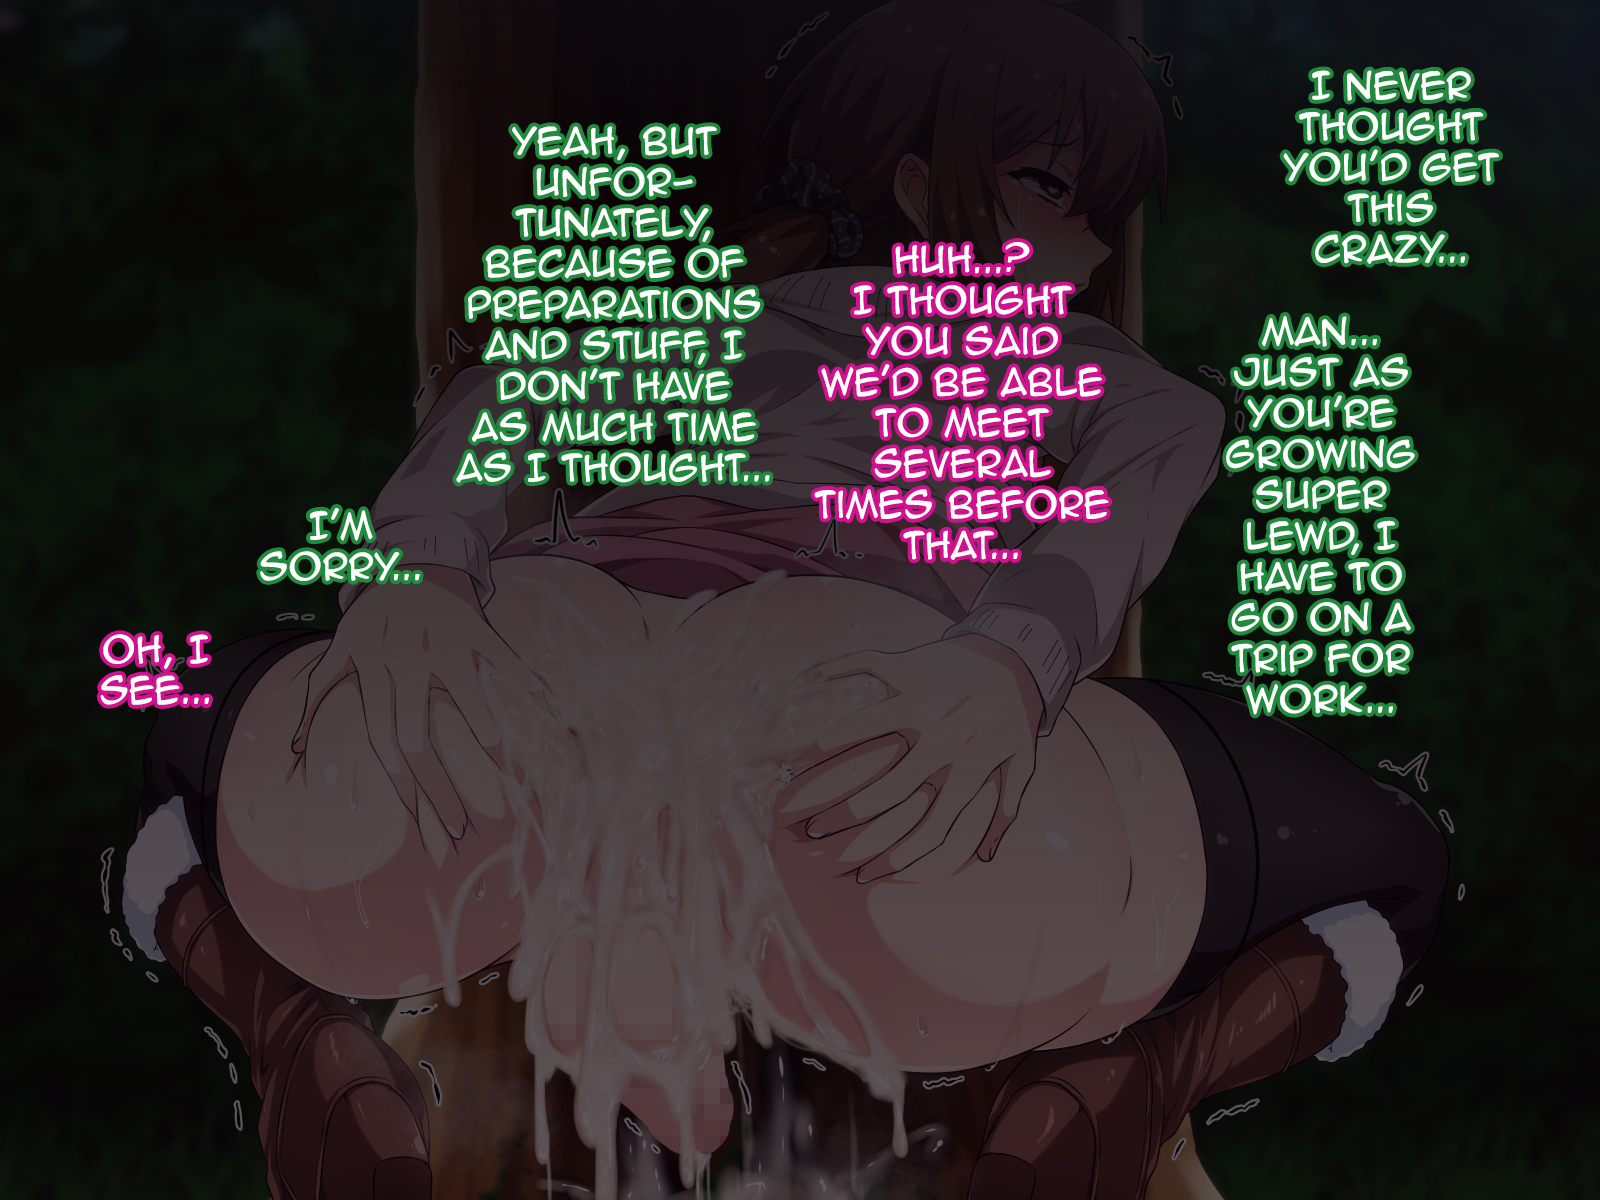 I NEVER
THOUGHT
YOU'D GET
THIS
CRAZY...
MAN...
JUST AS
YOU'RE
GROWING
SUPER
LEWD, I
HAVE TO
GO ON A
TRIP FOR
WORK...
HUH...?
I THOUGHT
YOU SAID
WE'D BE ABLE
TO MEET
SEVERAL
TIMES BEFORE
THAT...
YEAH, BUT
UNFOR-
TUNATELY,
BECAUSE OF
PREPARATIONS
AND STUFF, I
DON'T HAVE
AS MUCH TIME
AS I THOUGHT...
I'M
SORRY...
OH, I
SEE...